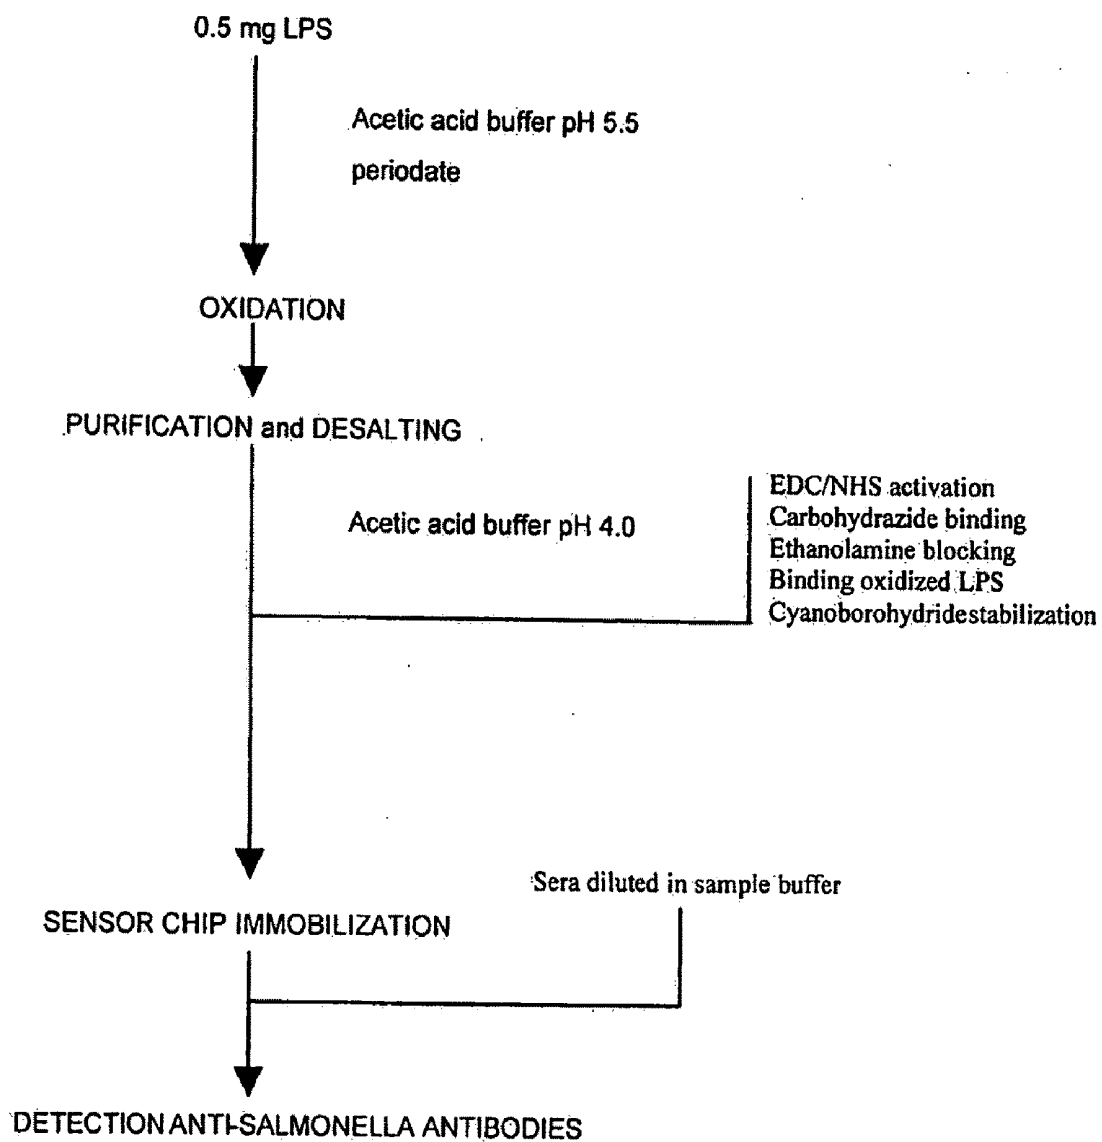 0.5 mg LPS
Acetic acid buffer pH 5.5
periodate
OXIDATION
PURIFICATION and DESALTING
EDC/NHS activation
Carbohydrazide binding
Acetic acid buffer pH 4.0
Ethanolamine blocking
Binding oxidized LPS
Cyanoborohydridestabilization
Sera diluted in sample buffer
SENSOR CHIP IMMOBILIZATION
DETECTION ANTI-SALMONELLA ANTIBODIES